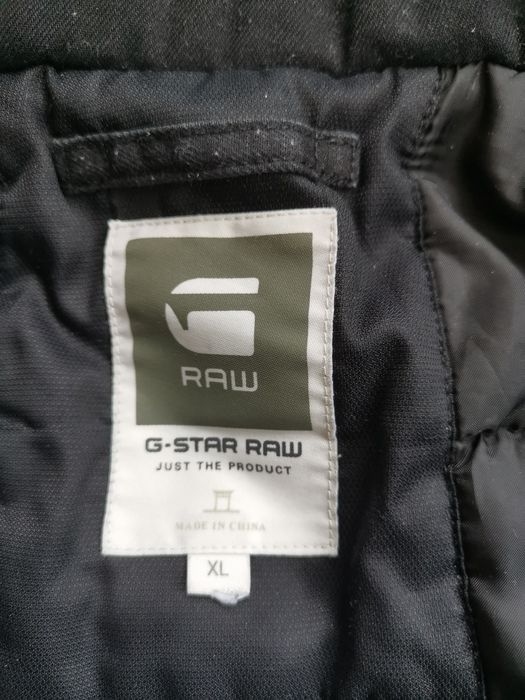 RAW
G-STAR RAW
JUST THE PRODUCT
MADE IN CHINA
XL